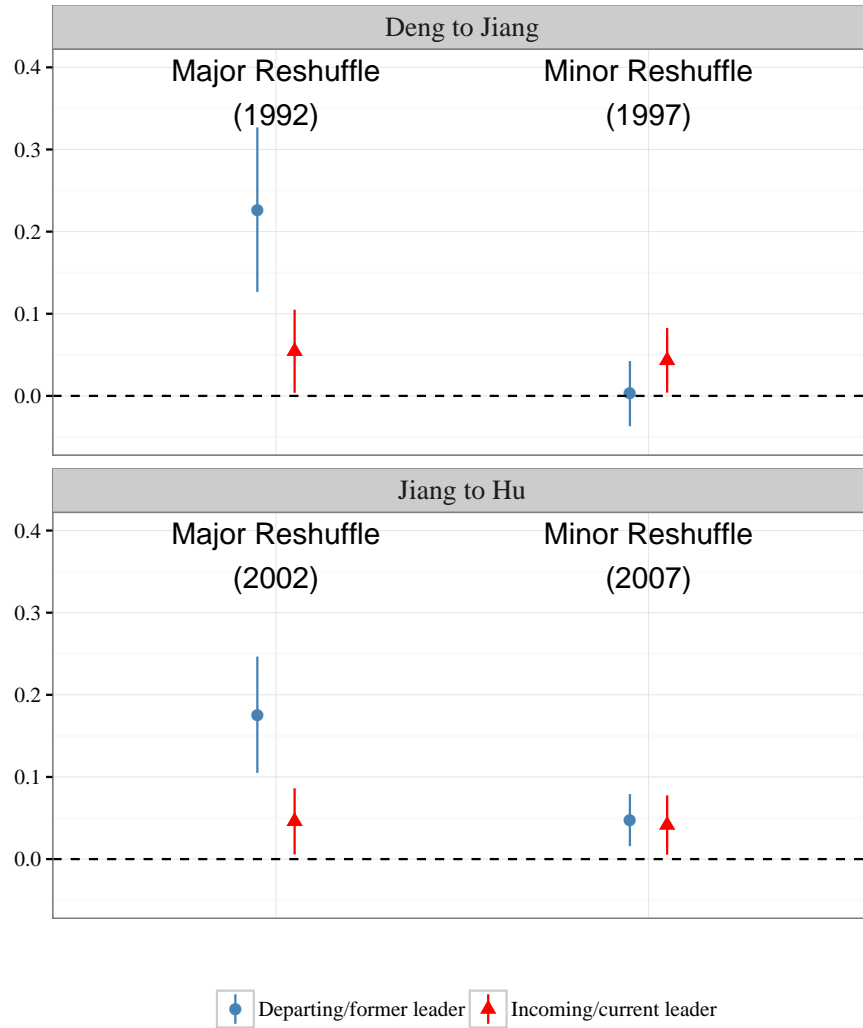 Deng to Jiang
Major Reshuffle
(1992)
Minor Reshuffle
(1997)
0.4
0.3
0.2
0.1
0.0
Jiang to Hu
Major Reshuffle
(2002)
Minor Reshuffle
(2007)
0.4
0.3
0.2
0.1
0.0
Departing/former leader Incoming/current leader